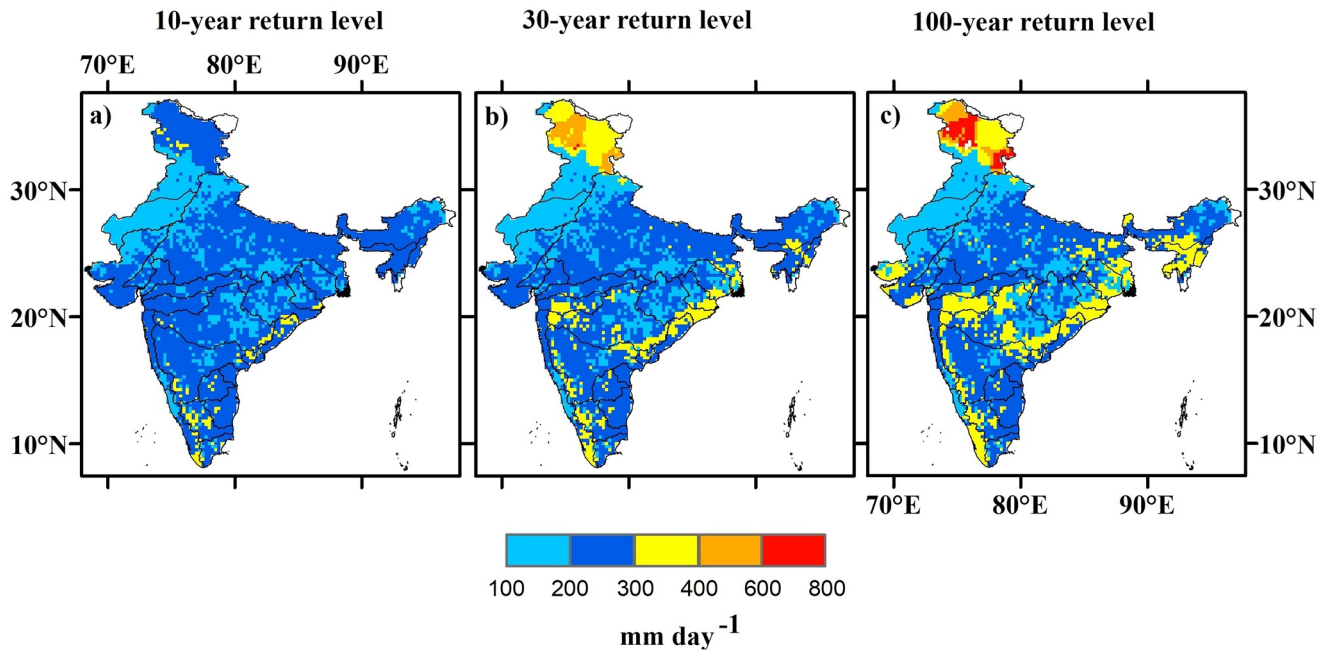 10-year return level
30-year return level
100-year return level
70°E 80°E 90°E
a)
b)
c)
30°N 30°N
20°N 20°N
10°N 10°N
70°E 80°E 90°E
100 200 300 400 600 800
mm day⁻¹